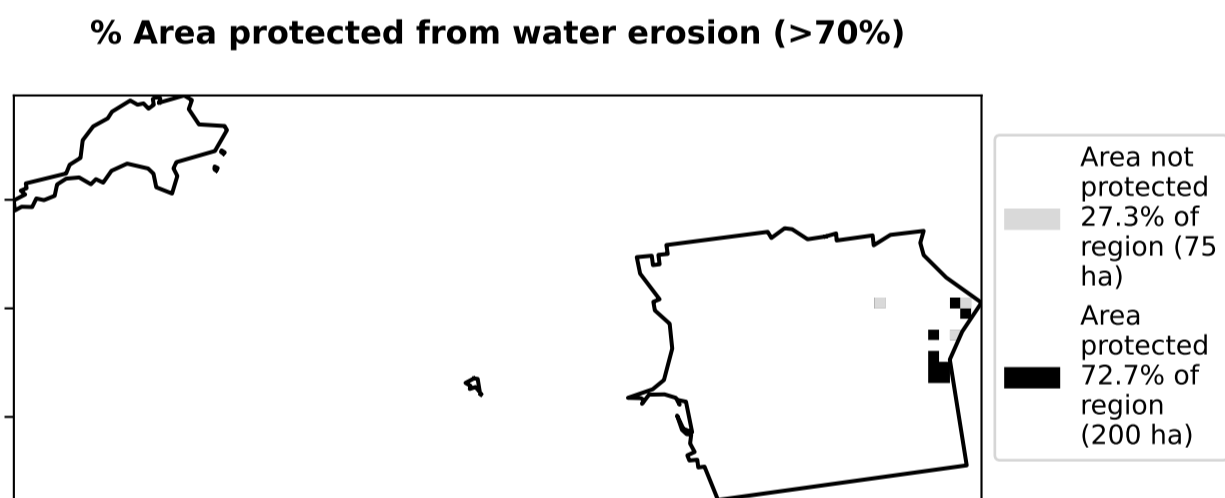 % Area protected from water erosion (>70%)
Area not
protected
27.3% of
region (75
ha)
Area
protected
72.7% of
region
(200 ha)